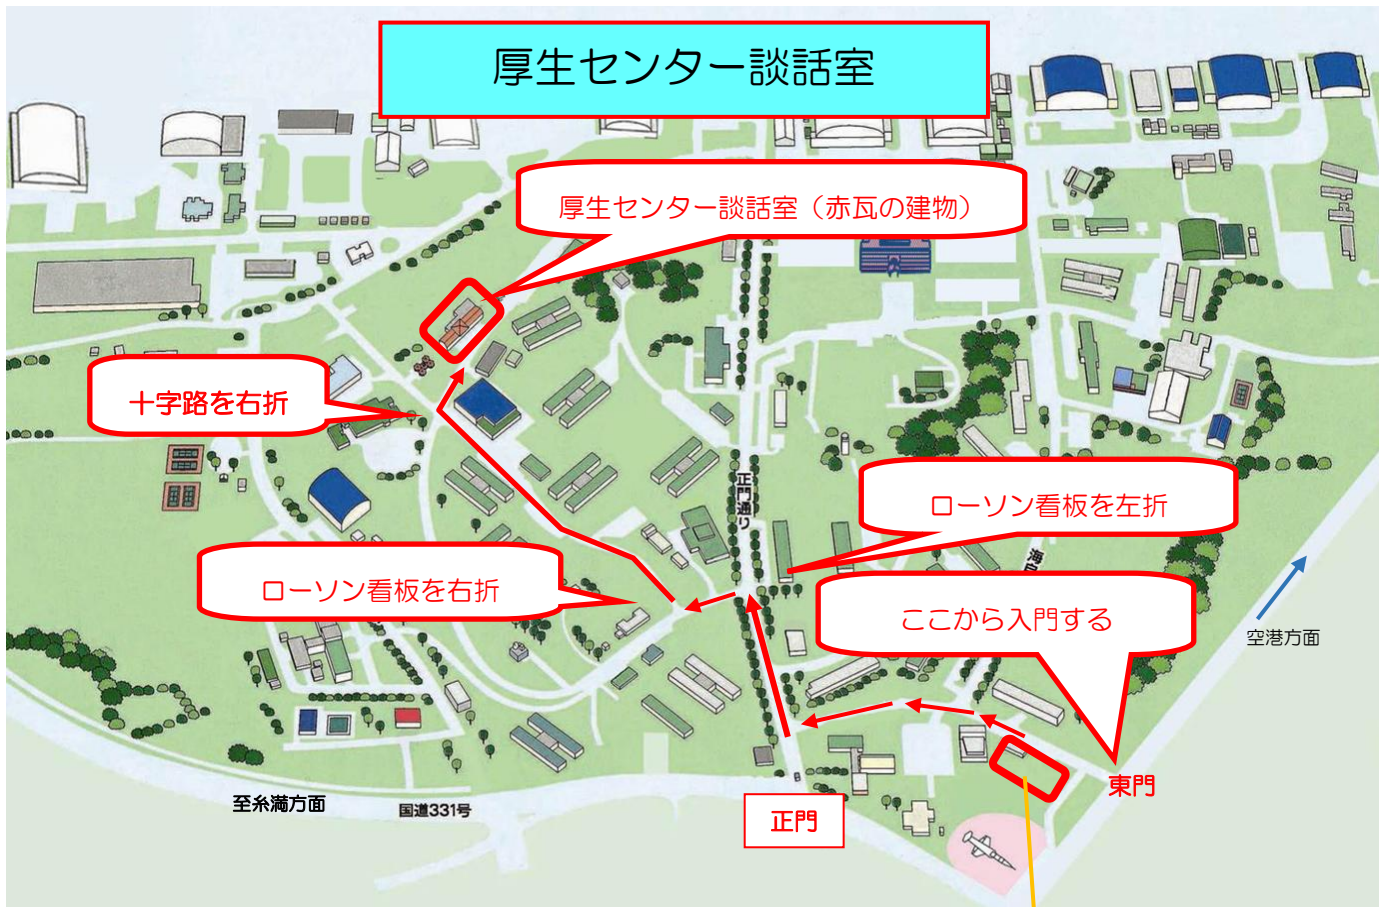 厚生センター談話室
厚生センター談話室（赤瓦の建物）
十字路を右折
正門通り
ローソン看板を左折
海
ローソン看板を右折
ここから入門する
空港方面
東門
至糸満方面
国道331号
正門